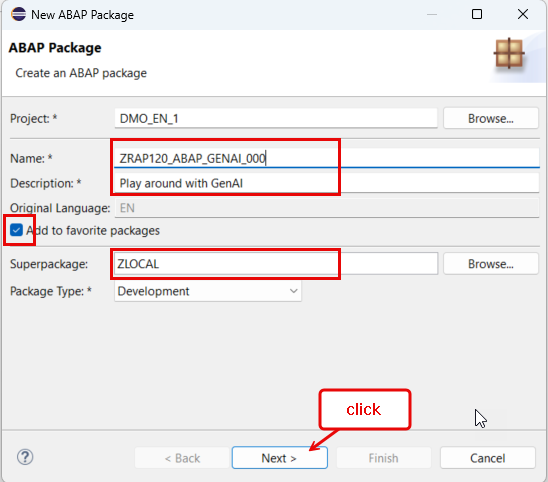 New ABAP Package
ABAP Package
Create an ABAP package
Project: * DMO_EN_1 Browse...
Name: * ZRAP120_ABAP_GENAI_000
Description: * Play around with GenAI
Original Language: EN
Add to favorite packages
Superpackage: ZLOCAL Browse...
Package Type: * Development
click
? < Back Next > Finish Cancel